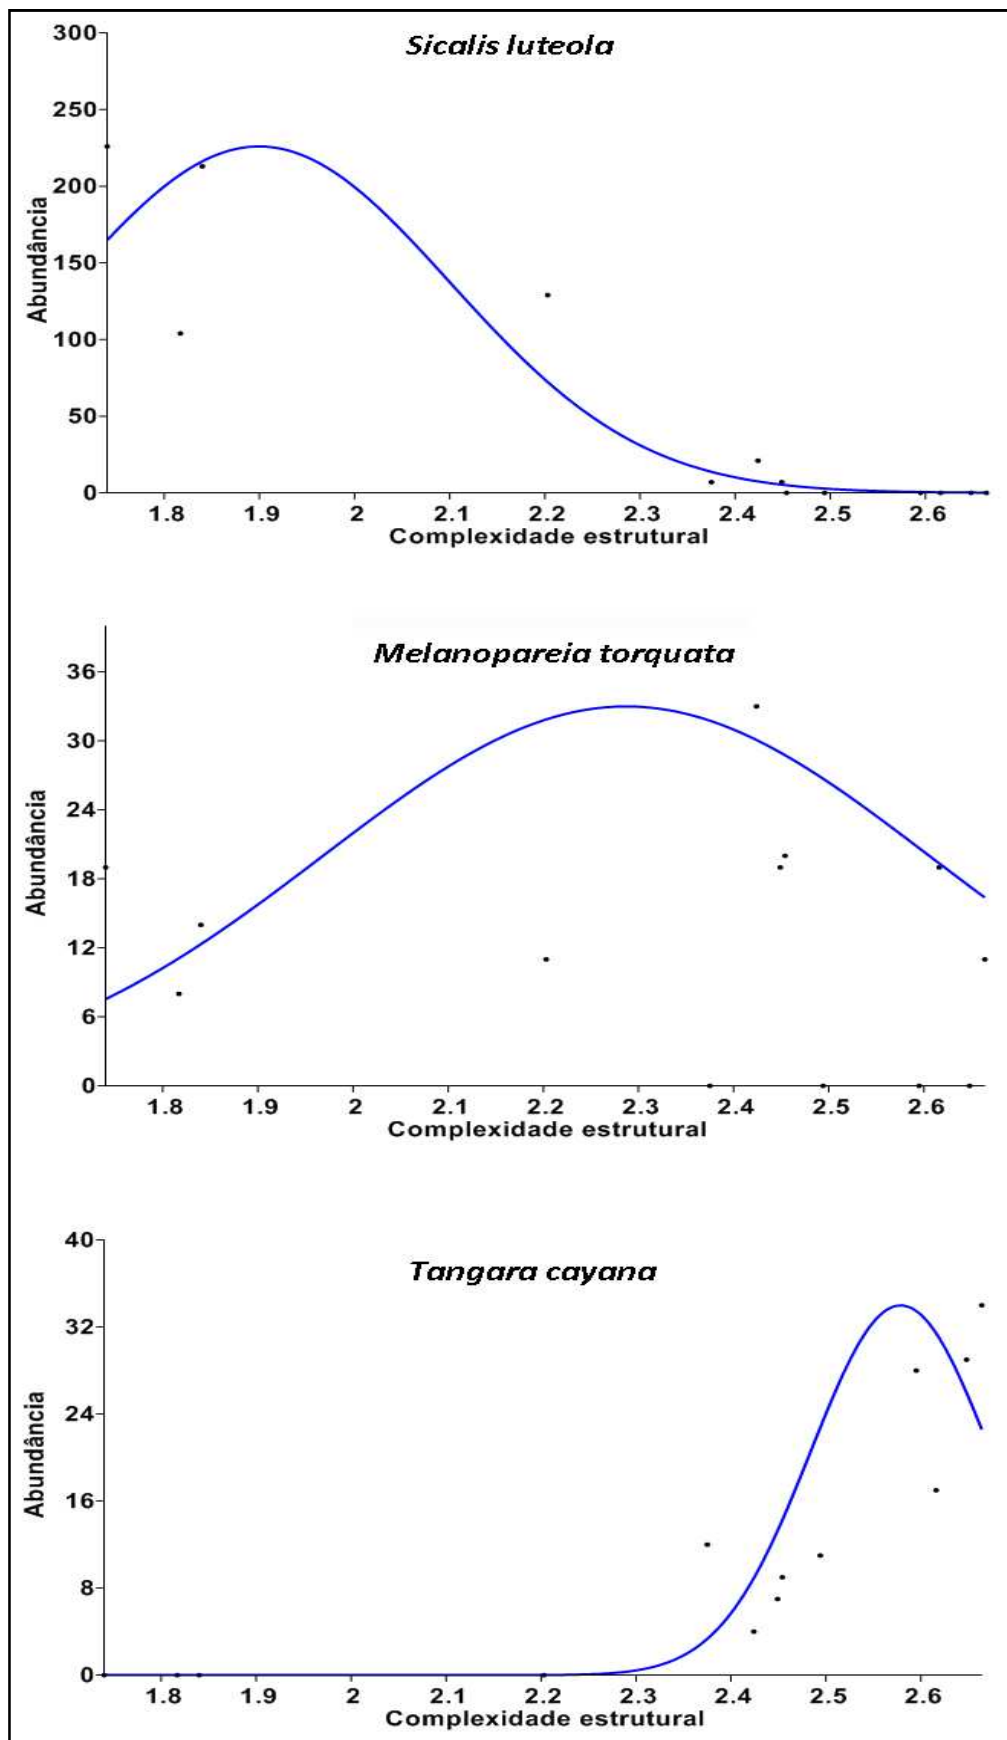 Sicalis luteola
Abundância
300
250
200
150
100
50
0
1.8 1.9 2 2.1 2.2 2.3 2.4 2.5 2.6
Complexidade estrutural
Melanopareia torquata
Abundância
36
30
24
18
12
6
0
1.8 1.9 2 2.1 2.2 2.3 2.4 2.5 2.6
Complexidade estrutural
Tangara cayana
Abundância
40
32
24
16
8
0
1.8 1.9 2 2.1 2.2 2.3 2.4 2.5 2.6
Complexidade estrutural